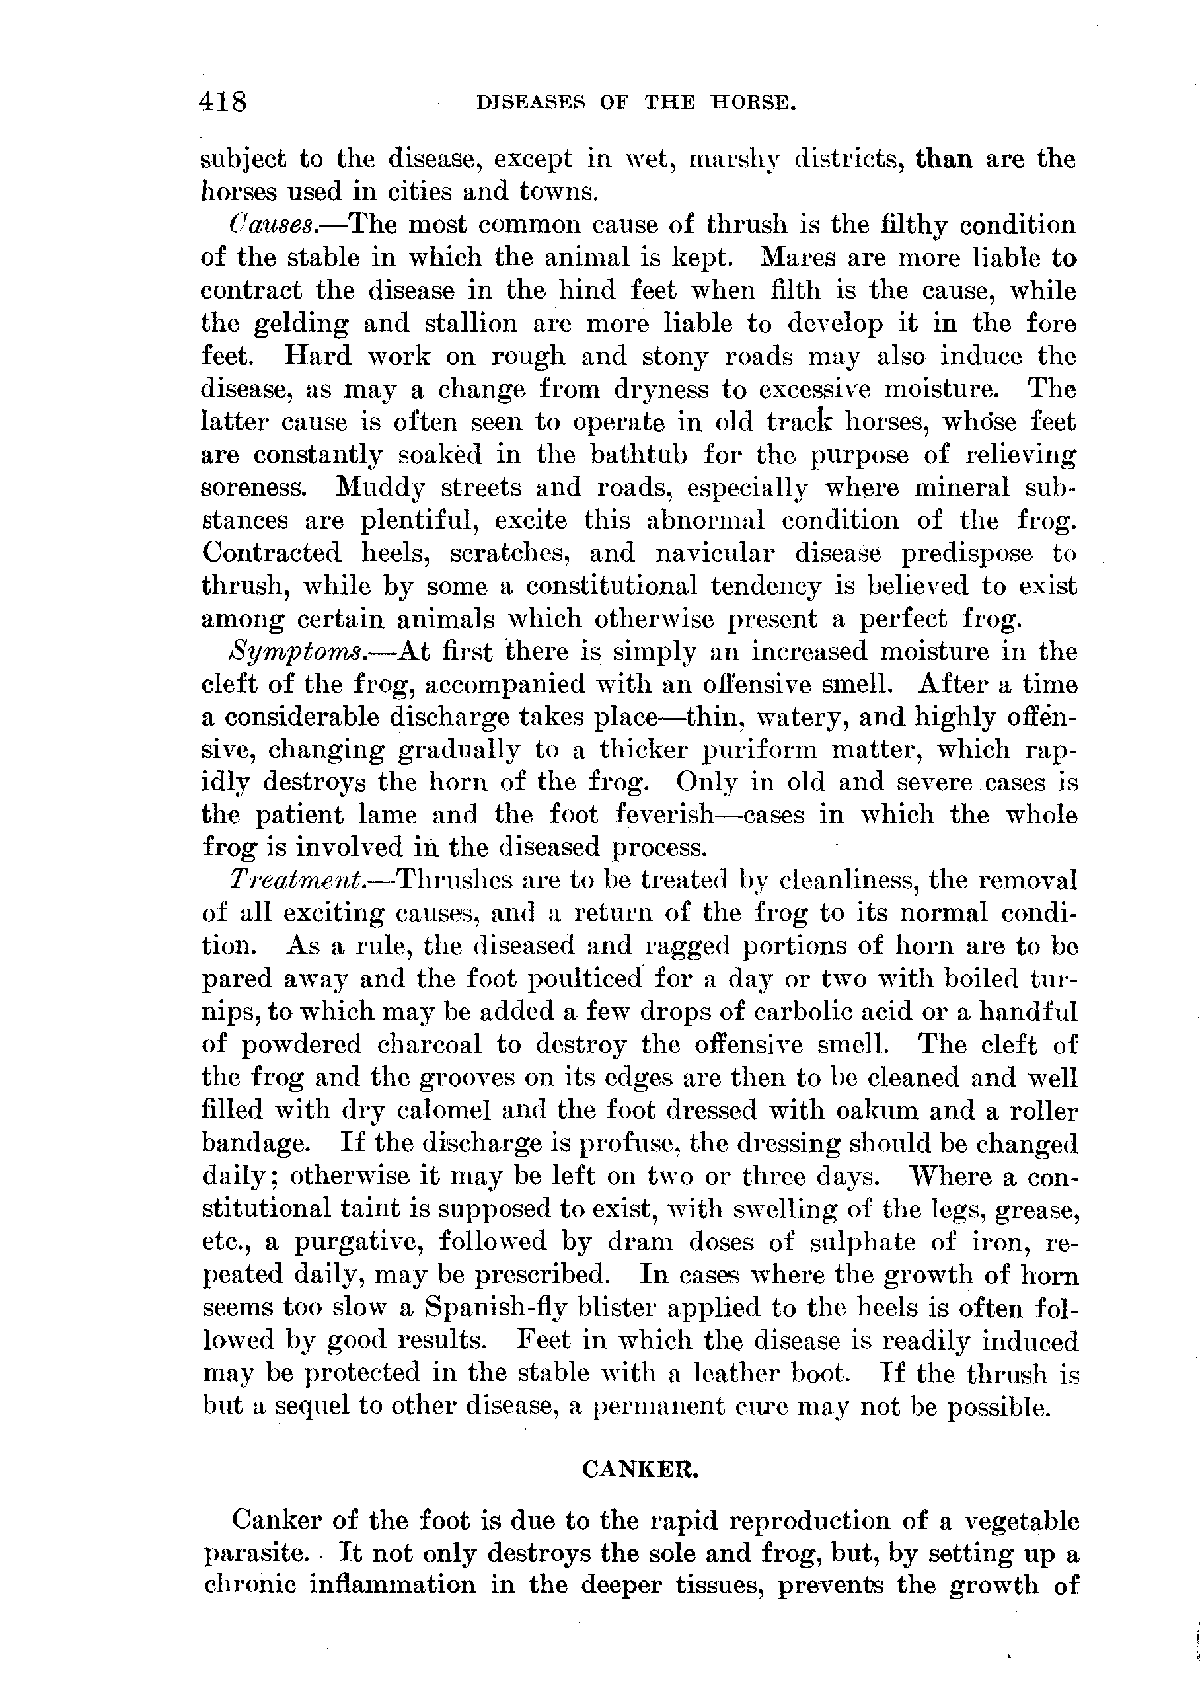 418 DISEASES OF THE HORSE.
subject to the disease, except in wet, marshy districts, than are the
horses used in cities and towns.
Causes.—The most common cause of thrush is the filthy condition
of the stable in which the animal is kept. Mares are more liable to
contract the disease in the hind feet when filth is the cause, while
the gelding and stallion are more liable to develop it in the fore
feet. Hard work on rough and stony roads may also induce the
disease, as may a change from dryness to excessive moisture. The
latter cause is often seen to operate in old track horses, whose feet
are constantly soaked in the bathtub for the purpose of relieving
soreness. Muddy streets and roads, especially where mineral sub-
stances are plentiful, excite this abnormal condition of the frog.
Contracted heels, scratches, and navicular disease predispose to
thrush, while by some a constitutional tendency is believed to exist
among certain animals which otherwise present a perfect frog.
Symptoms.—At first there is simply an increased moisture in the
cleft of the frog, accompanied with an offensive smell. After a time
a considerable discharge takes place—thin, watery, and highly offen-
sive, changing gradually to a thicker puriform matter, which rap-
idly destroys the horn of the frog. Only in old and severe cases is
the patient lame and the foot feverish—cases in which the whole
frog is involved in the diseased process.
Treatment.—Thrushes are to be treated by cleanliness, the removal
of all exciting causes, and a return of the frog to its normal condi-
tion. As a rule, the diseased and ragged portions of horn are to be
pared away and the foot poulticed for a day or two with boiled tur-
nips, to which may be added a few drops of carbolic acid or a handful
of powdered charcoal to destroy the offensive smell. The cleft of
the frog and the grooves on its edges are then to be cleaned and well
filled with dry calomel and the foot dressed with oakum and a roller
bandage. If the discharge is profuse, the dressing should be changed
daily; otherwise it may be left on two or three days. Where a con-
stitutional taint is supposed to exist, with swelling of the legs, grease,
etc., a purgative, followed by dram doses of sulphate of iron, re-
peated daily, may be prescribed. In cases where the growth of horn
seems too slow a Spanish-fly blister applied to the heels is often fol-
lowed by good results. Feet in which the disease is readily induced
may be protected in the stable with a leather boot. If the thrush is
but a sequel to other disease, a permanent cure may not be possible.
CANKER.
Canker of the foot is due to the rapid reproduction of a vegetable
parasite. It not only destroys the sole and frog, but, by setting up a
chronic inflammation in the deeper tissues, prevents the growth of